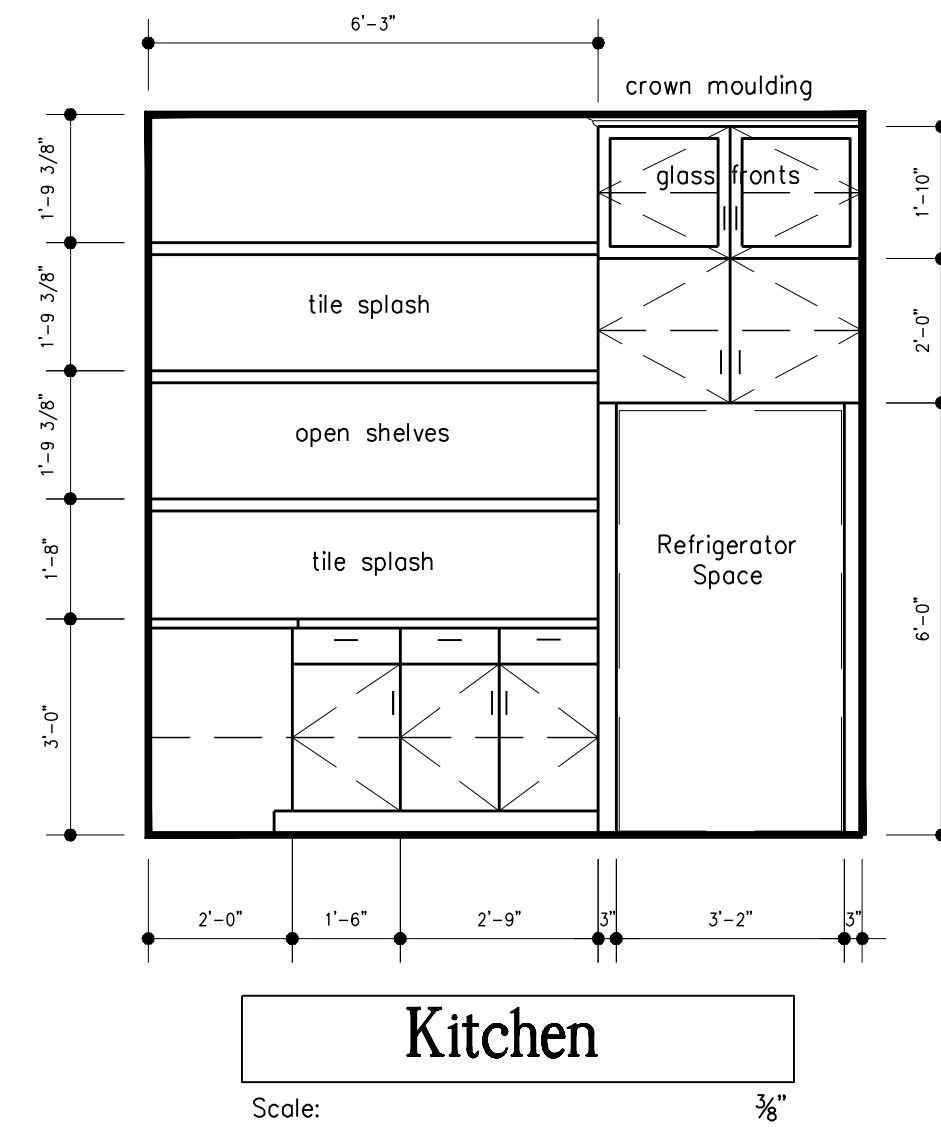 6'-3"
crown moulding
1'-9 3/8"
glass fronts
1'-10"
1'-9 3/8"
tile splash
2'-0"
1'-9 3/8"
open shelves
1'-8"
tile splash
Refrigerator
Space
6'-0"
3'-0"
2'-0"
1'-6"
2'-9"
3"
3'-2"
3"
Kitchen
Scale: ⅜"